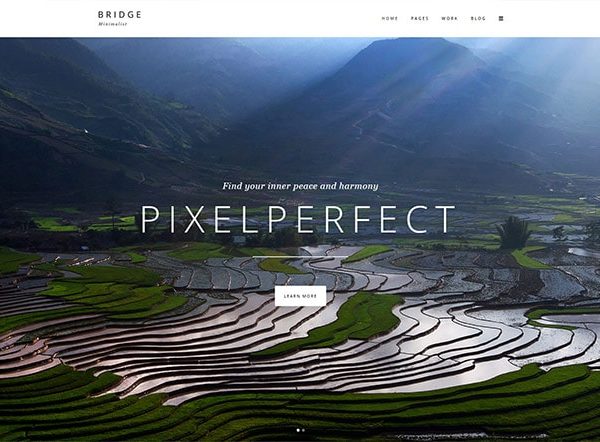 BRIDGE
Minimalist
HOME PAGES WORK BLOG
Find your inner peace and harmony
PIXELPERFECT
LEARN MORE